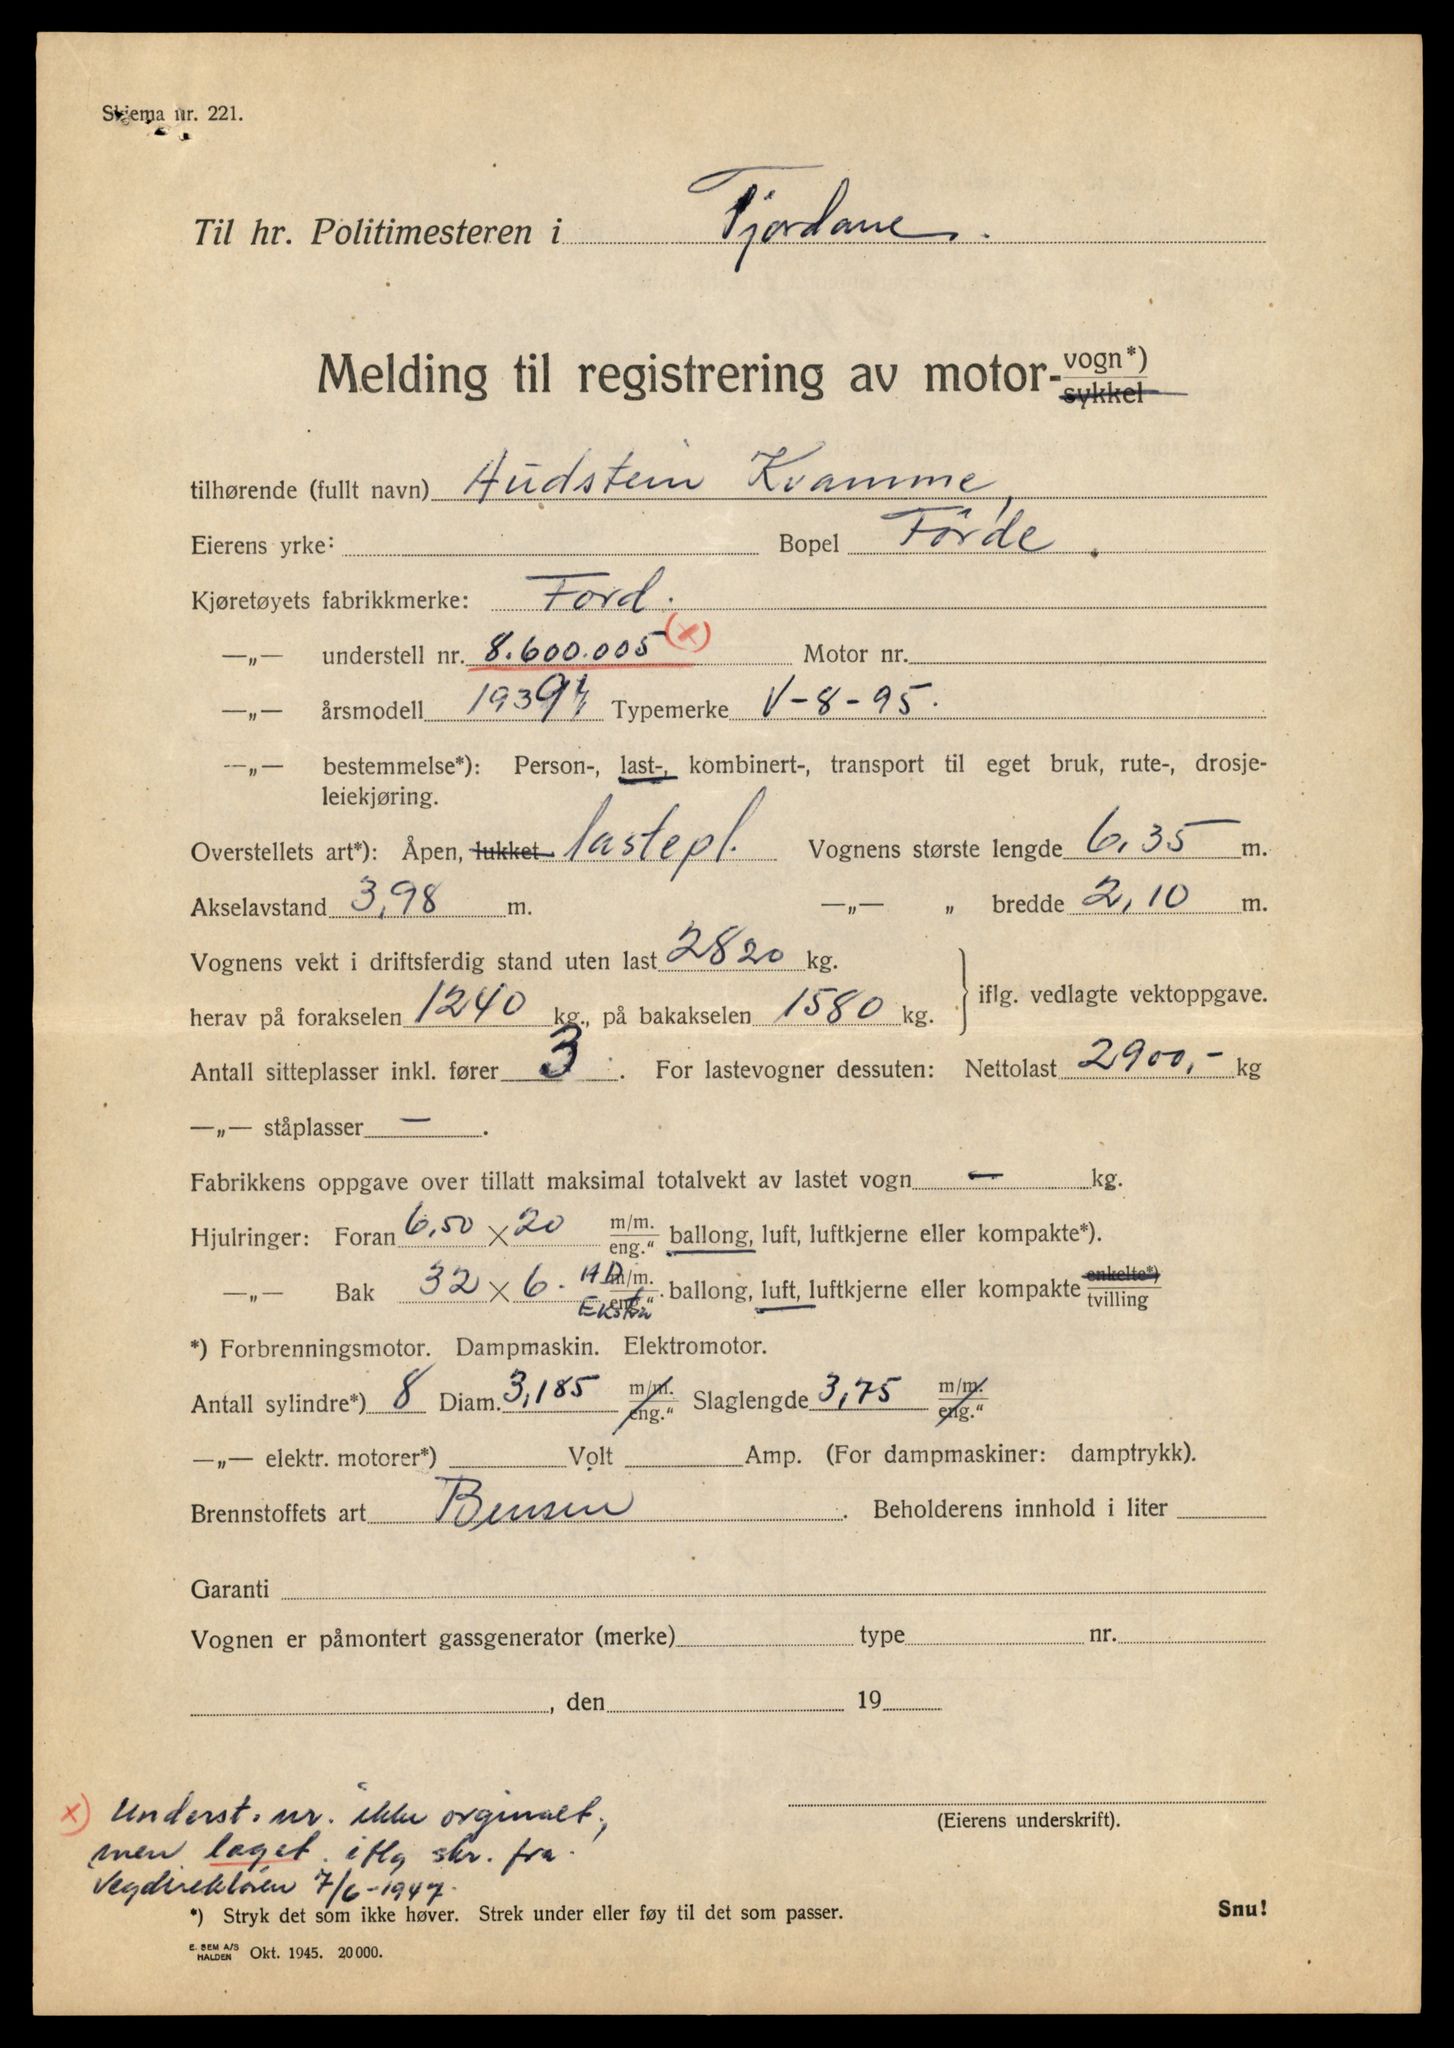 Skjema nr. 221.
Til hr. Politimesteren i Fjordane.
Melding til registrering av motor-vogn*)
sykkel
tilhørende (fullt navn) Audstein Kvamme,
Eierens yrke: Bopel Førde.
Kjøretøyets fabrikkmerke: Ford.
—„— understell nr. 8.600.005 (x) Motor nr.
—„— årsmodell 1939 Typemerke V-8-95.
—„— bestemmelse*): Person-, last-, kombinert-, transport til eget bruk, rute-, drosje-
leiekjøring.
Overstellets art*): Åpen, lukket lastepl. Vognens største lengde 6,35 m.
Akselavstand 3,98 m. —„— „ bredde 2,10 m.
Vognens vekt i driftsferdig stand uten last 2820 kg.
herav på forakselen 1240 kg., på bakakselen 1580 kg. } iflg. vedlagte vektoppgave.
Antall sitteplasser inkl. fører 3. For lastevogner dessuten: Nettolast 2900,- kg
—„— ståplasser — .
Fabrikkens oppgave over tillatt maksimal totalvekt av lastet vogn — kg.
Hjulringer: Foran 6,50 x 20 m/m. eng.“ ballong, luft, luftkjerne eller kompakte*).
—„— Bak 32 x 6. HD Ekstra m/m. eng.“ ballong, luft, luftkjerne eller kompakte enkelte*) tvilling
*) Forbrenningsmotor. Dampmaskin. Elektromotor.
Antall sylindre*) 8 Diam. 3,185 m/m. eng.“ Slaglengde 3,75 m/m. eng.“
—„— elektr. motorer*) Volt Amp. (For dampmaskiner: damptrykk).
Brennstoffets art Bensin. Beholderens innhold i liter
Garanti
Vognen er påmontert gassgenerator (merke) type nr.
, den 19
x) Underst. nr. ikke orginalt,
(Eierens underskrift).
men laget iflg skr. fra
Vegdirektøren 7/6-1947.
*) Stryk det som ikke høver. Strek under eller føy til det som passer. Snu!
E. SEM A/S HALDEN Okt. 1945. 20 000.